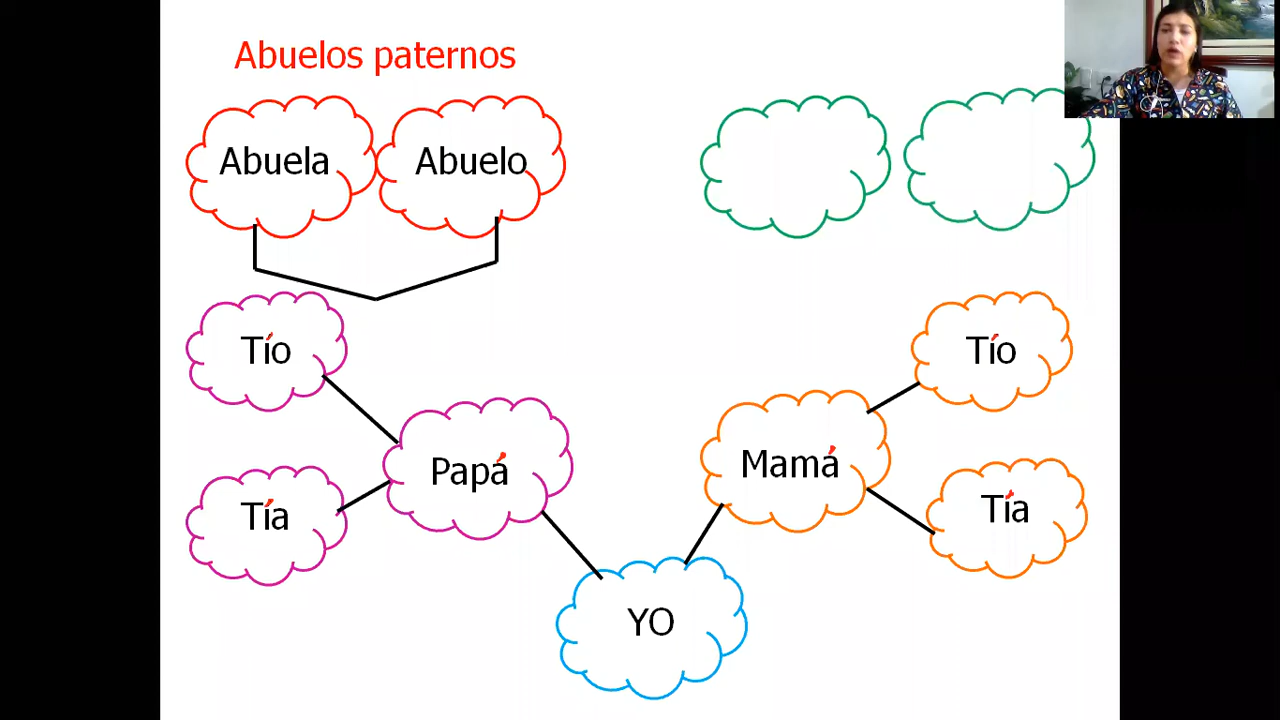 Abuelos paternos
Abuela
Abuelo
Tío
Tío
Papá
Mamá
Tía
Tía
YO